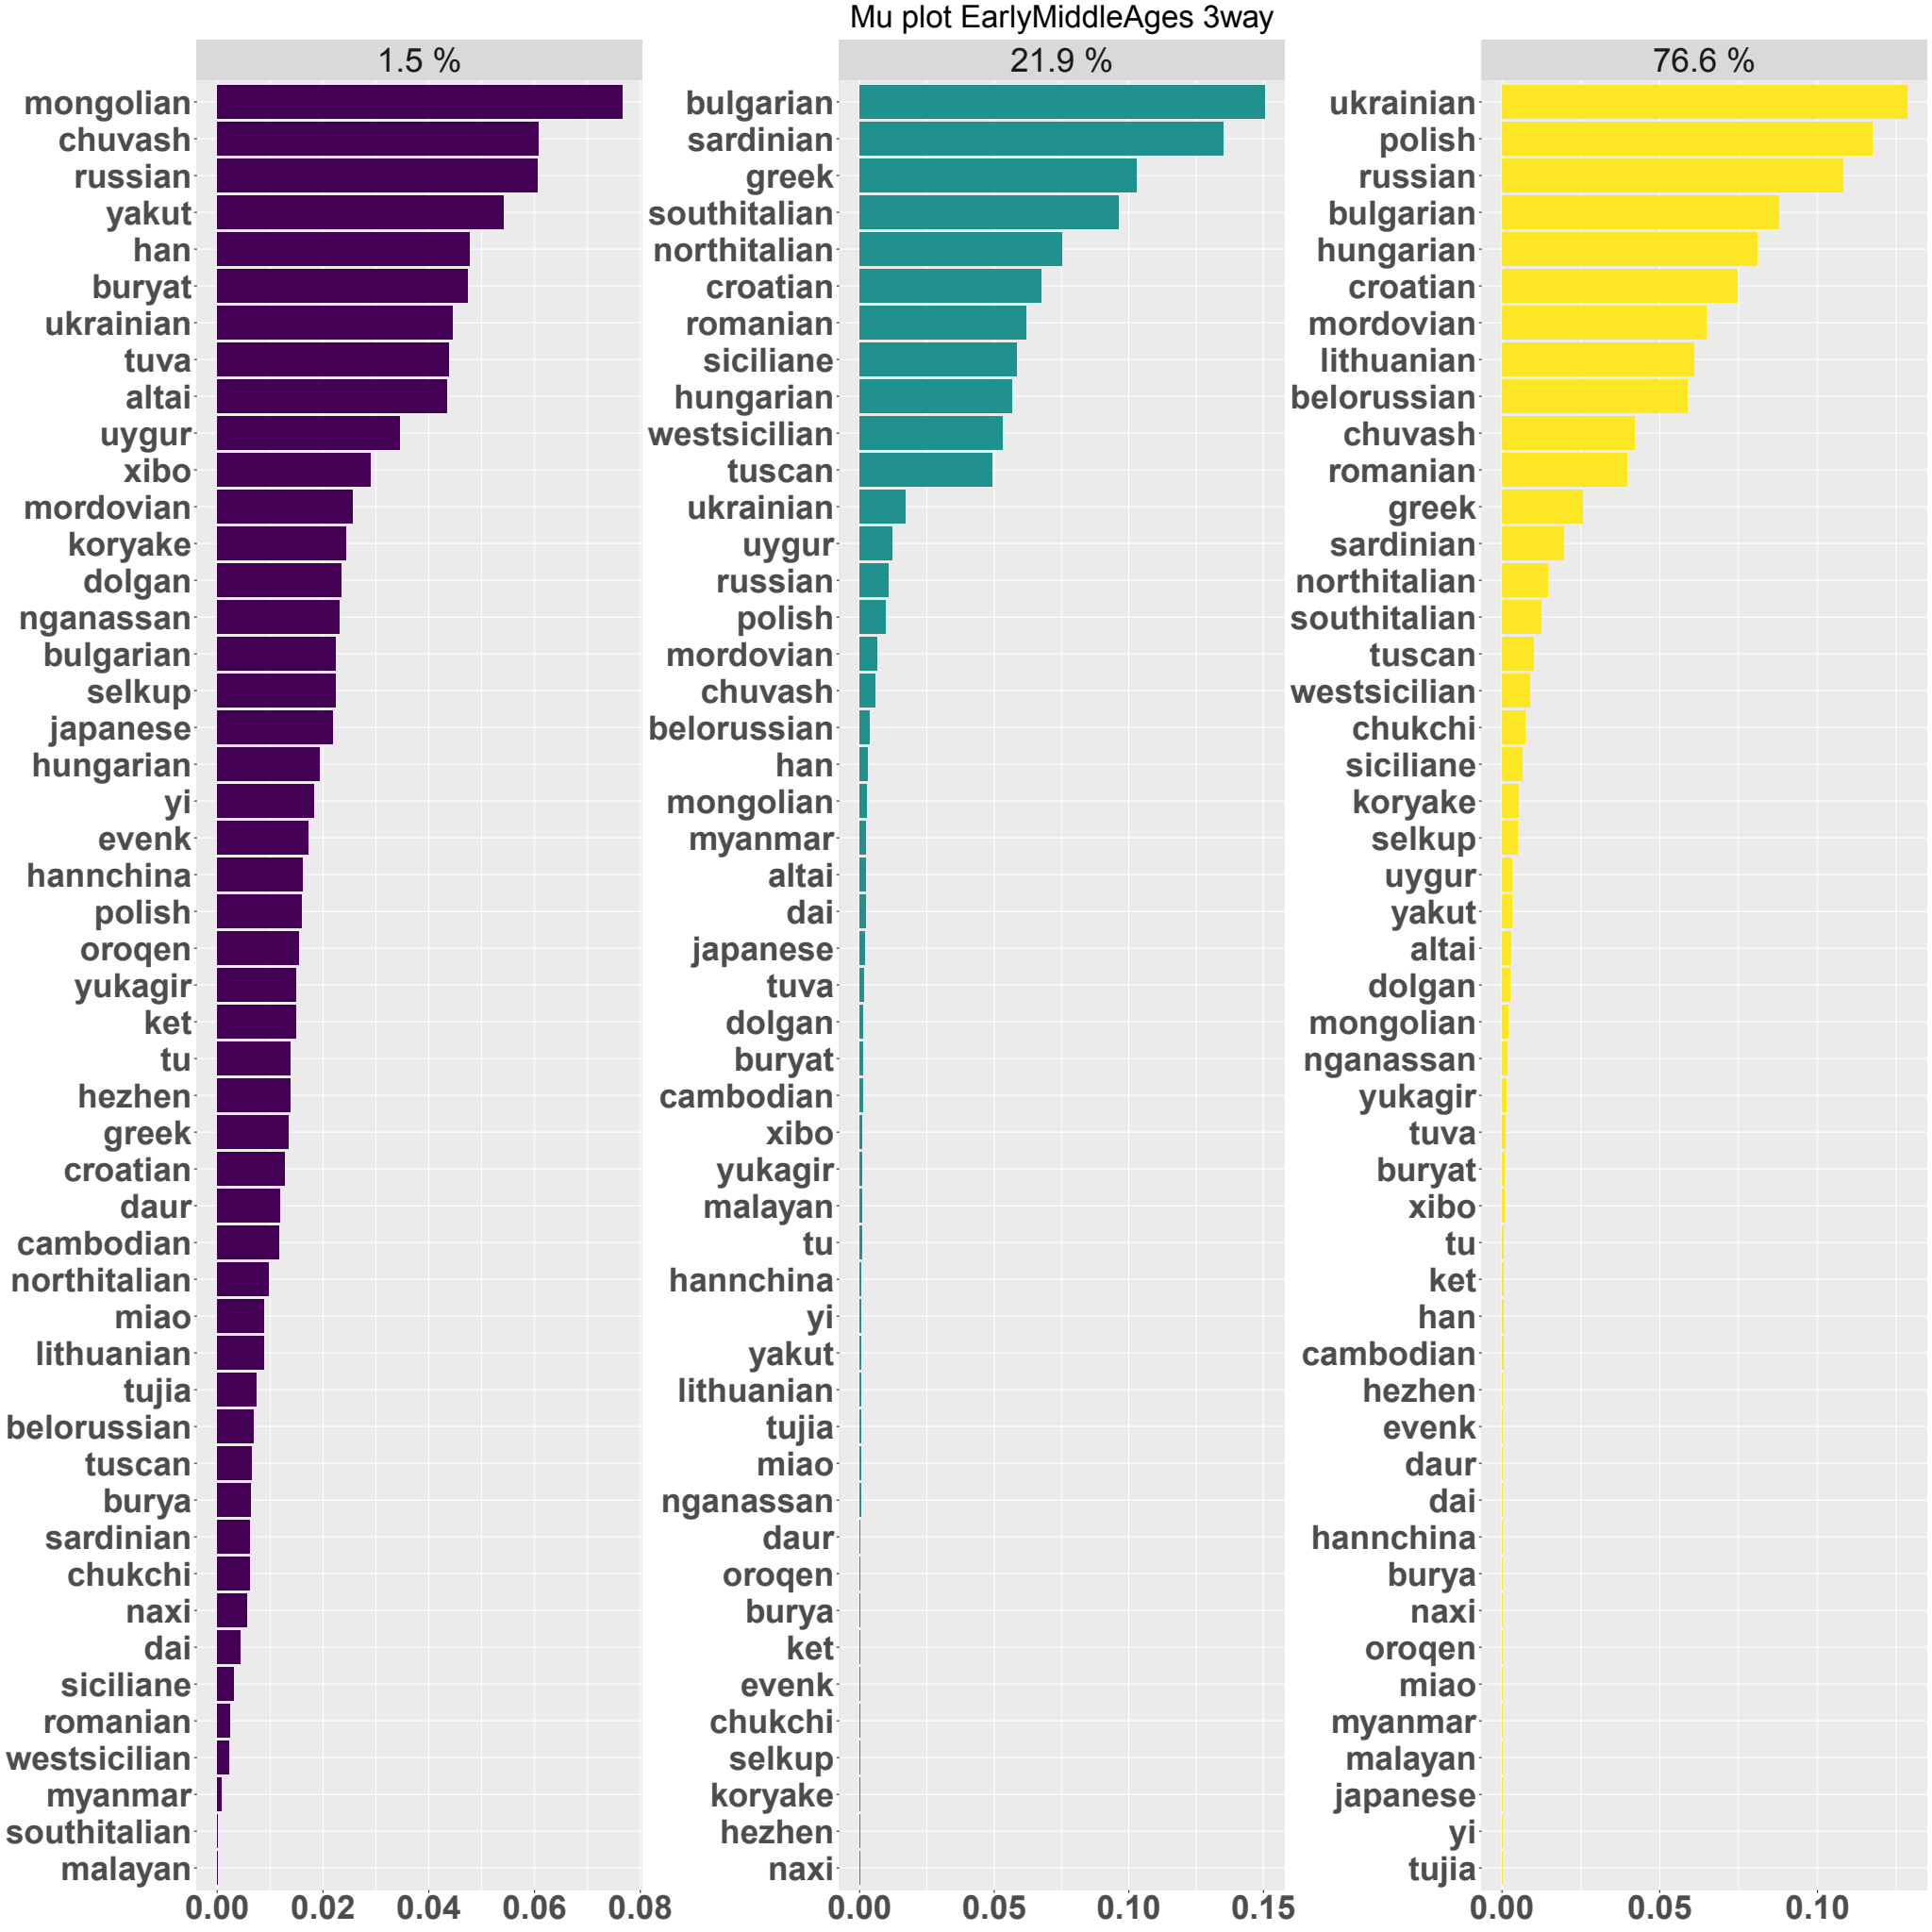 Mu plot EarlyMiddleAges 3way
1.5 %
mongolian
chuvash
russian
yakut
han
buryat
ukrainian
tuva
altai
uygur
xibo
mordovian
koryake
dolgan
nganassan
bulgarian
selkup
japanese
hungarian
yi
evenk
hannchina
polish
oroqen
yukagir
ket
tu
hezhen
greek
croatian
daur
cambodian
northitalian
miao
lithuanian
tujia
belorussian
tuscan
burya
sardinian
chukchi
naxi
dai
siciliane
romanian
westsicilian
myanmar
southitalian
malayan
0.00 0.02 0.04 0.06 0.08
21.9 %
bulgarian
sardinian
greek
southitalian
northitalian
croatian
romanian
siciliane
hungarian
westsicilian
tuscan
ukrainian
uygur
russian
polish
mordovian
chuvash
belorussian
han
mongolian
myanmar
altai
dai
japanese
tuva
dolgan
buryat
cambodian
xibo
yukagir
malayan
tu
hannchina
yi
yakut
lithuanian
tujia
miao
nganassan
daur
oroqen
burya
ket
evenk
chukchi
selkup
koryake
hezhen
naxi
0.00 0.05 0.10 0.15
76.6 %
ukrainian
polish
russian
bulgarian
hungarian
croatian
mordovian
lithuanian
belorussian
chuvash
romanian
greek
sardinian
northitalian
southitalian
tuscan
westsicilian
chukchi
siciliane
koryake
selkup
uygur
yakut
altai
dolgan
mongolian
nganassan
yukagir
tuva
buryat
xibo
tu
ket
han
cambodian
hezhen
evenk
daur
dai
hannchina
burya
naxi
oroqen
miao
myanmar
malayan
japanese
yi
tujia
0.00 0.05 0.10